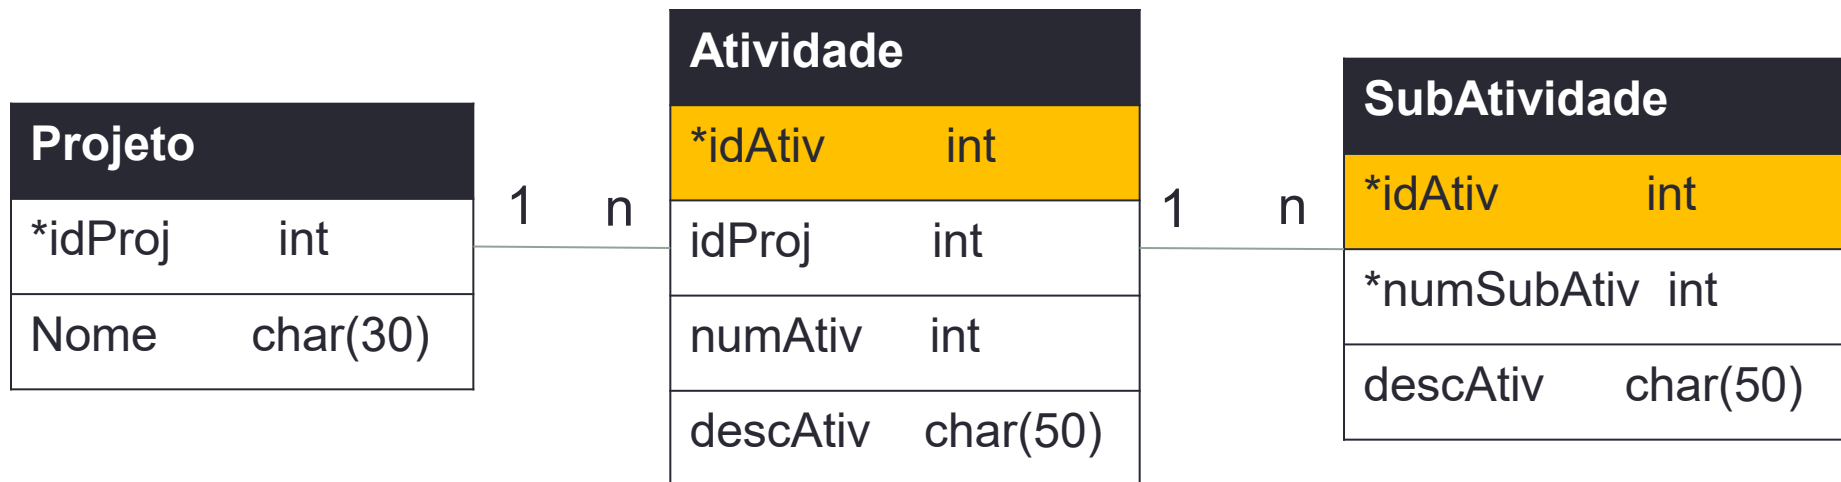 Projeto
*idProj int
Nome char(30)
1 n
Atividade
*idAtiv int
idProj int
numAtiv int
descAtiv char(50)
1 n
SubAtividade
*idAtiv int
*numSubAtiv int
descAtiv char(50)